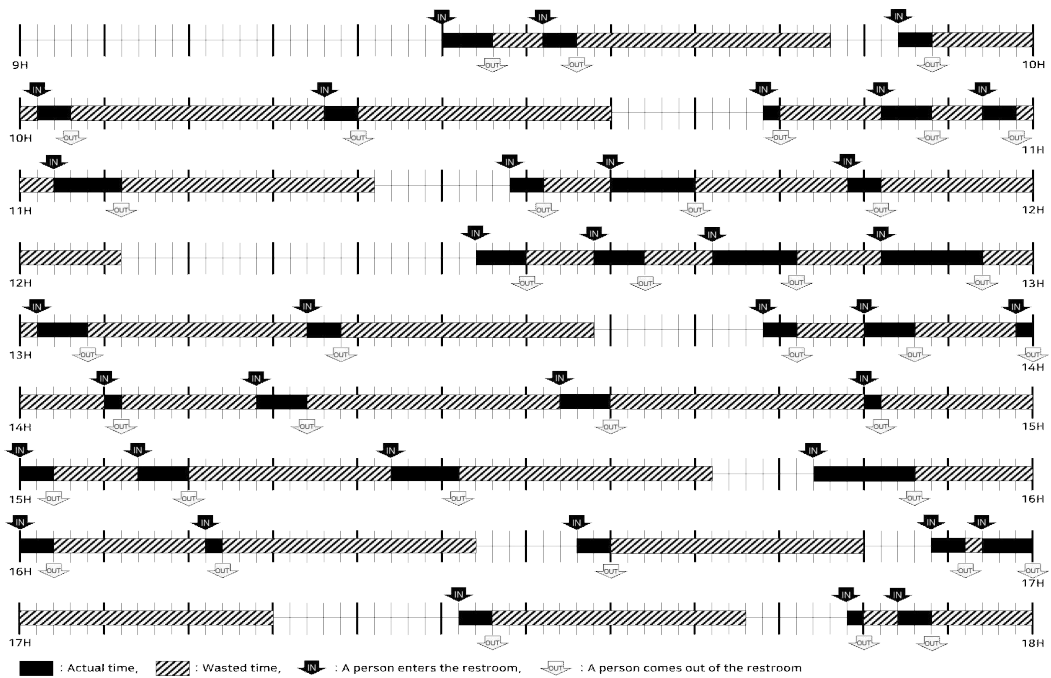 IN IN IN
9H OUT OUT OUT 10H
IN IN IN IN IN
10H OUT OUT OUT OUT OUT 11H
IN IN IN IN
11H OUT OUT OUT OUT 12H
IN IN IN IN
12H OUT OUT OUT OUT 13H
IN IN IN IN IN
13H OUT OUT OUT OUT OUT 14H
IN IN IN IN
14H OUT OUT OUT OUT 15H
IN IN IN IN
15H OUT OUT OUT OUT 16H
IN IN IN IN IN
16H OUT OUT OUT OUT OUT 17H
IN IN IN
17H OUT OUT OUT 18H
: Actual time, : Wasted time, IN : A person enters the restroom, OUT : A person comes out of the restroom